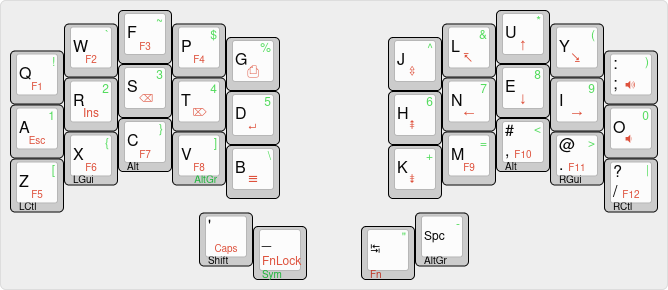 Q ! F1
W ` F2
F ~ F3
P $ F4
G %
J ^
L &
U * ↑
Y (
: ) ;
A 1 Esc
R 2 Ins
S 3 ⌫
T 4 ⌦
D 5 ↵
H 6
N 7 ←
E 8 ↓
I 9 →
O 0
Z [ F5 LCtl
X { F6 LGui
C } F7 Alt
V ] F8 AltGr
B \ ≡
K +
M = F9
# < , F10 Alt
@ > . F11 RGui
? | / F12 RCtl
' Caps Shift
_ FnLock Sym
↹ " Fn
Spc - AltGr